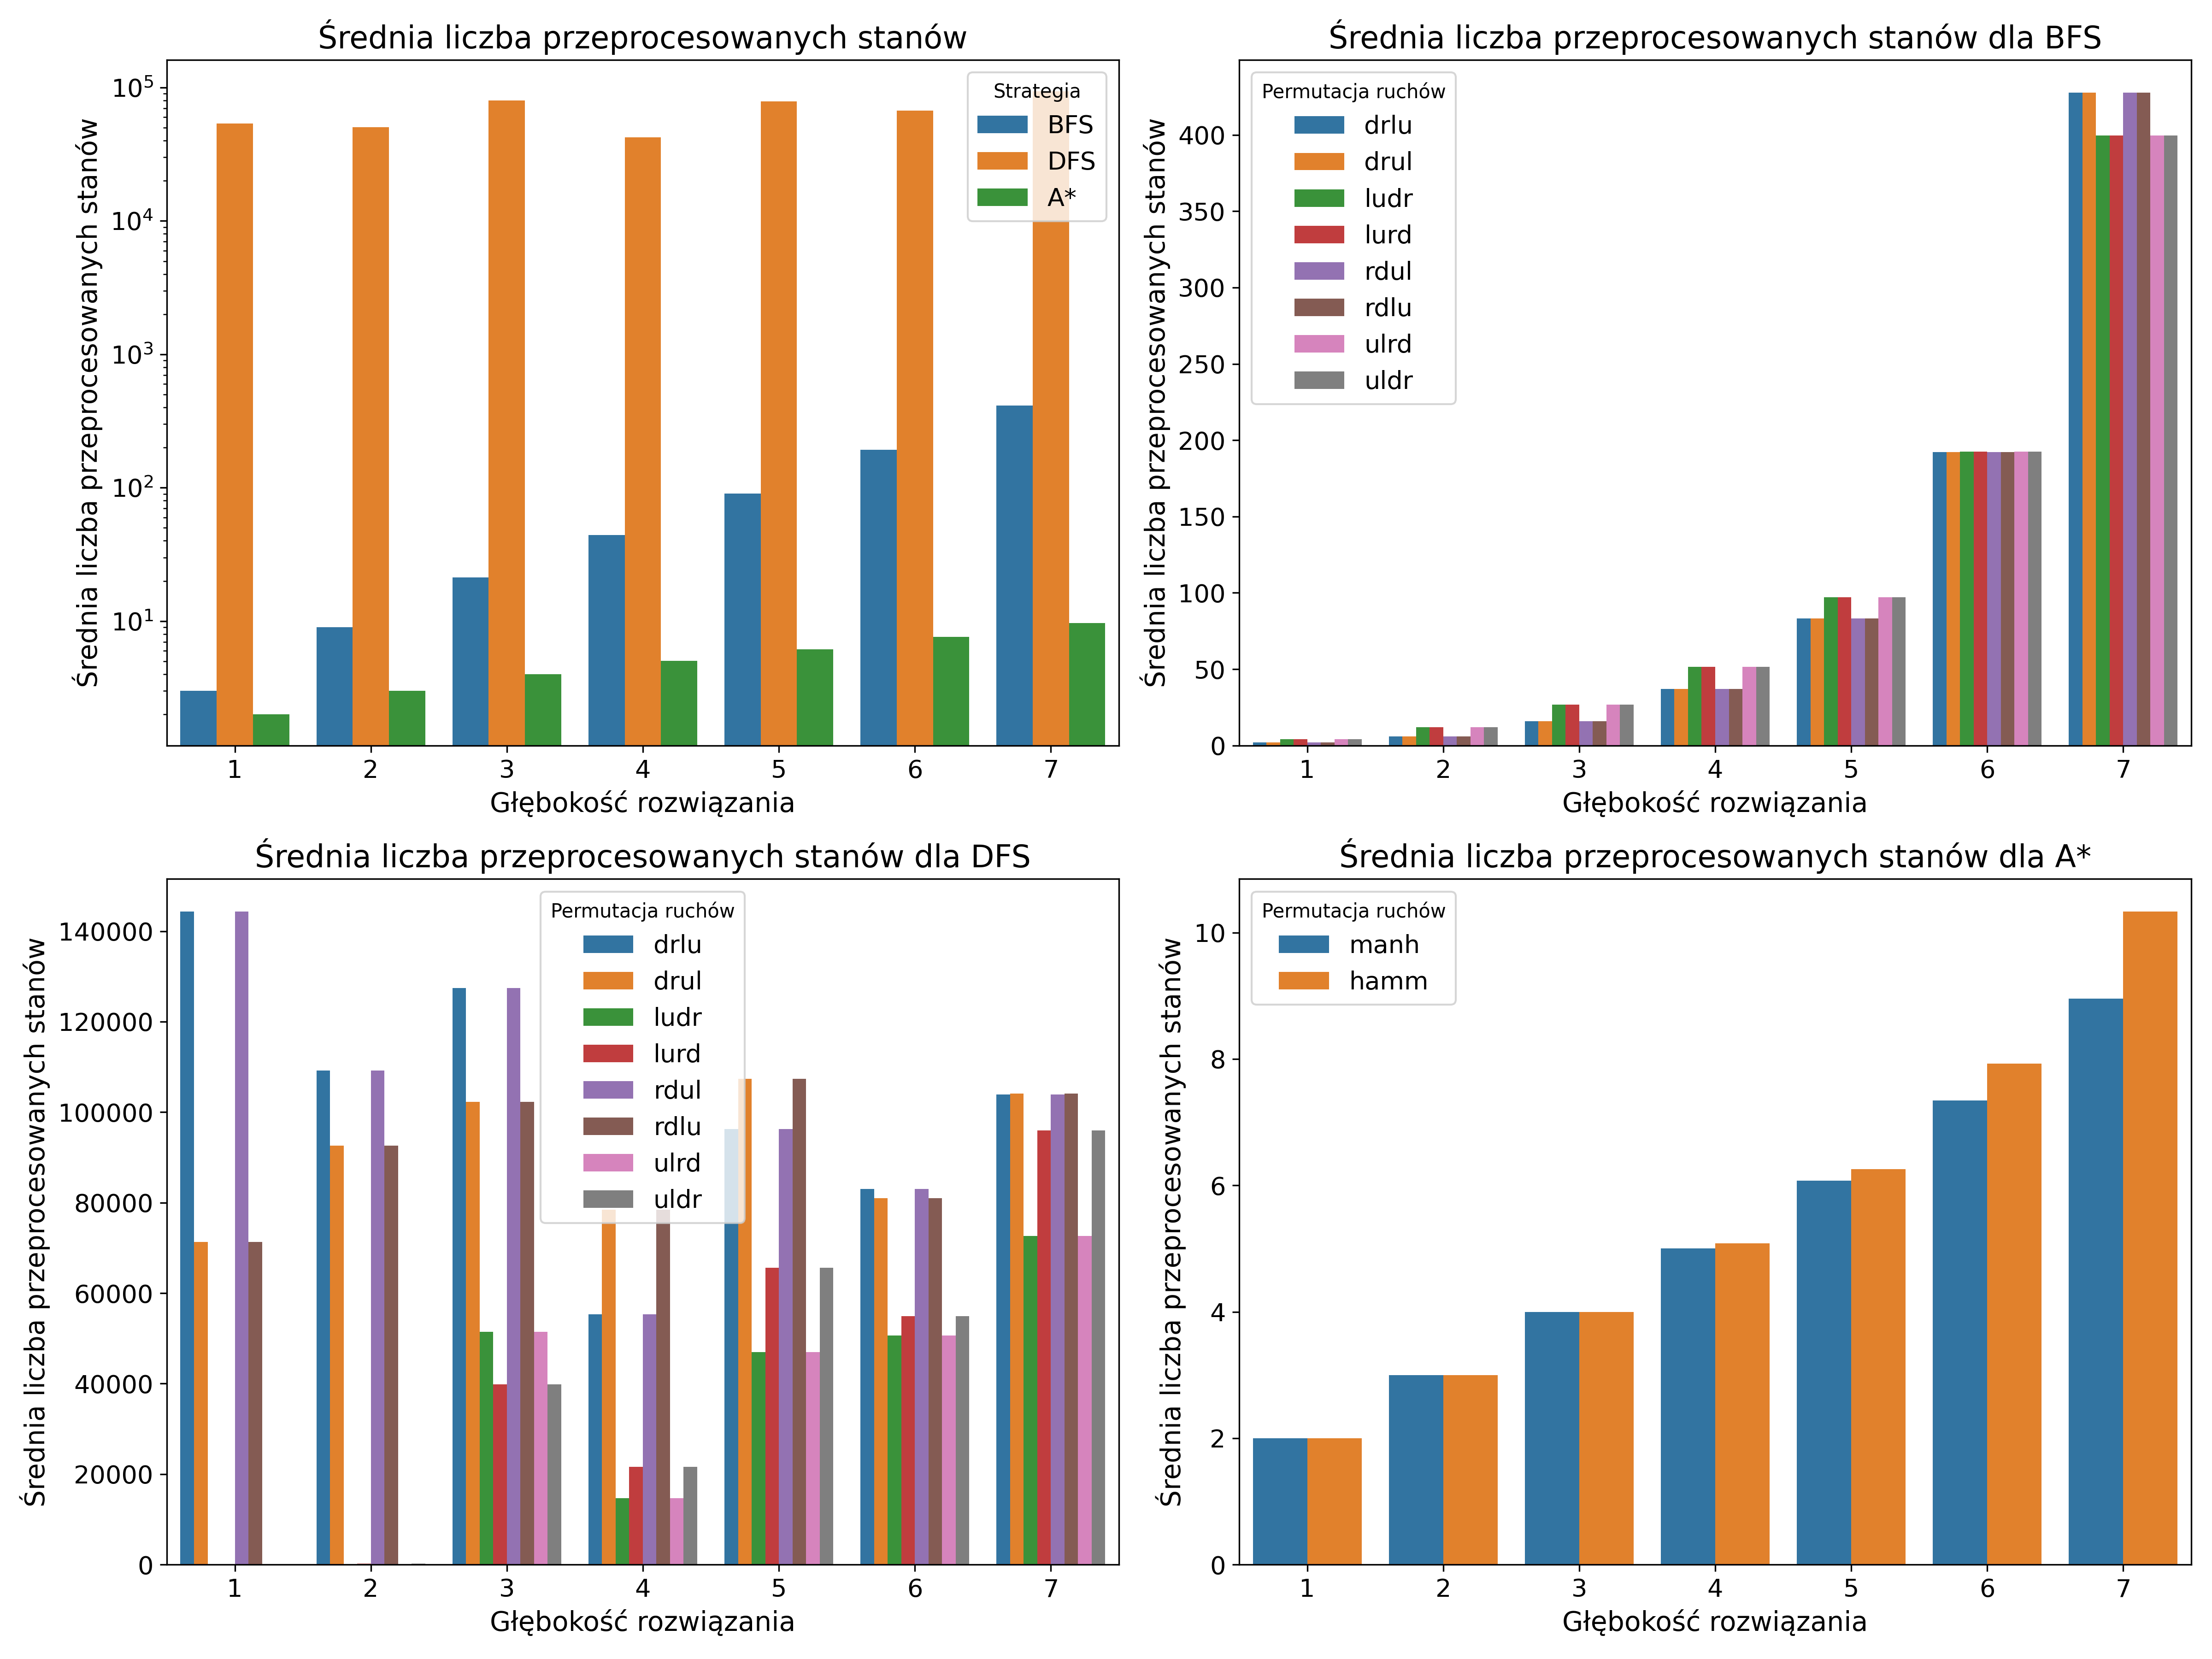 Średnia liczba przeprocesowanych stanów
Średnia liczba przeprocesowanych stanów
10^5
10^4
10^3
10^2
10^1
Strategia
BFS
DFS
A*
1 2 3 4 5 6 7
Głębokość rozwiązania
Średnia liczba przeprocesowanych stanów dla BFS
Średnia liczba przeprocesowanych stanów
400
350
300
250
200
150
100
50
0
Permutacja ruchów
drlu
drul
ludr
lurd
rdul
rdlu
ulrd
uldr
1 2 3 4 5 6 7
Głębokość rozwiązania
Średnia liczba przeprocesowanych stanów dla DFS
Średnia liczba przeprocesowanych stanów
140000
120000
100000
80000
60000
40000
20000
0
Permutacja ruchów
drlu
drul
ludr
lurd
rdul
rdlu
ulrd
uldr
1 2 3 4 5 6 7
Głębokość rozwiązania
Średnia liczba przeprocesowanych stanów dla A*
Średnia liczba przeprocesowanych stanów
10
8
6
4
2
0
Permutacja ruchów
manh
hamm
1 2 3 4 5 6 7
Głębokość rozwiązania